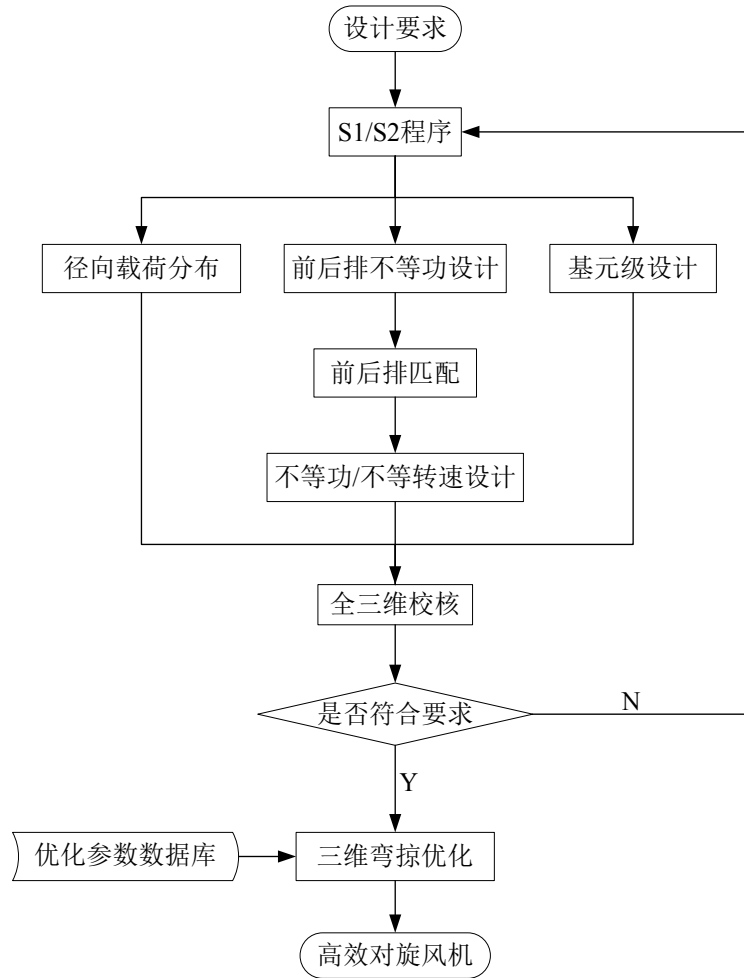 设计要求
S1/S2程序
径向载荷分布
前后排不等功设计
基元级设计
前后排匹配
不等功/不等转速设计
全三维校核
是否符合要求
N
Y
优化参数数据库
三维弯掠优化
高效对旋风机